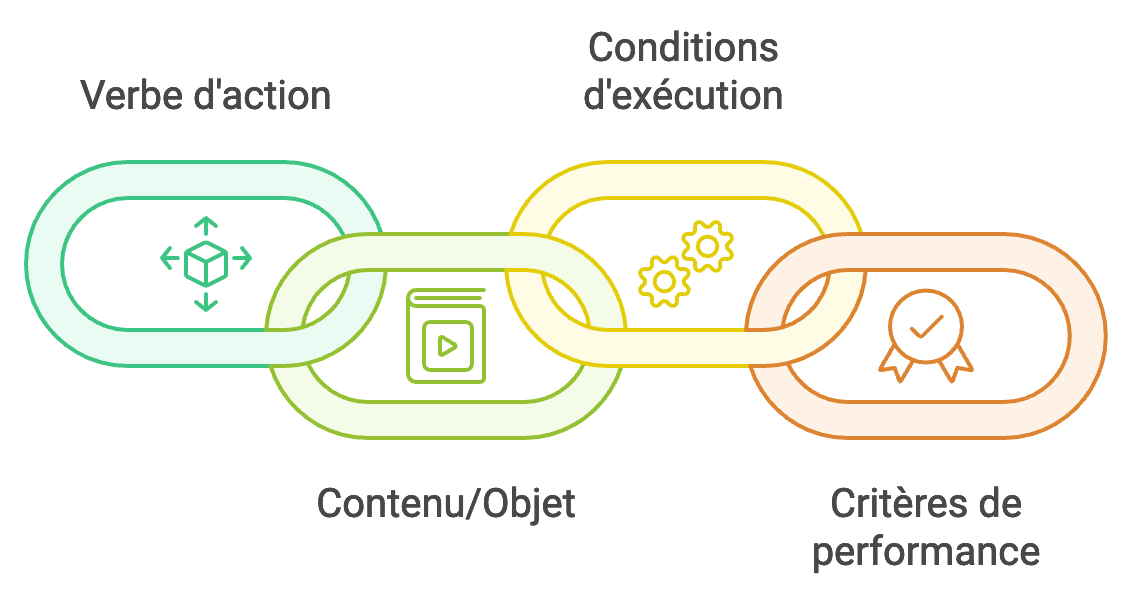 Verbe d'action
Contenu/Objet
Conditions
d'exécution
Critères de
performance